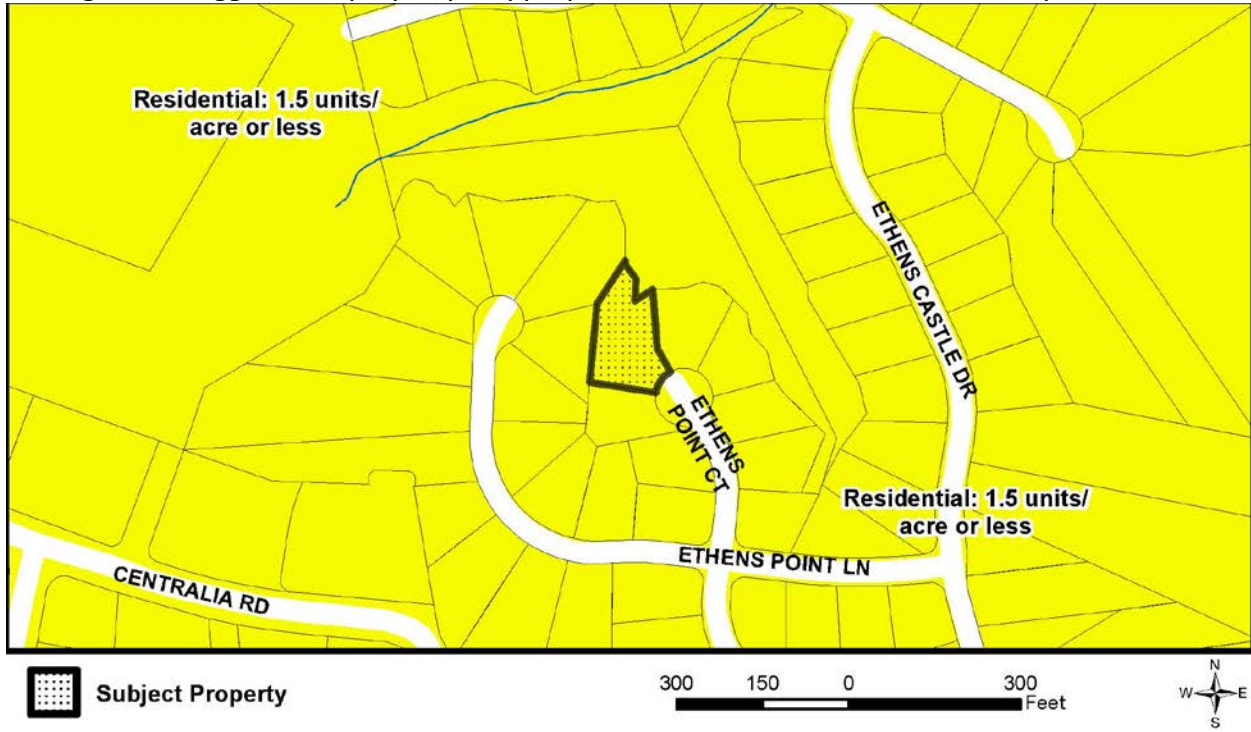 Residential: 1.5 units/
acre or less
ETHENS CASTLE DR
ETHENS
POINT CT
Residential: 1.5 units/
acre or less
ETHENS POINT LN
CENTRALIA RD
Subject Property
300 150 0 300
Feet
N
W E
S